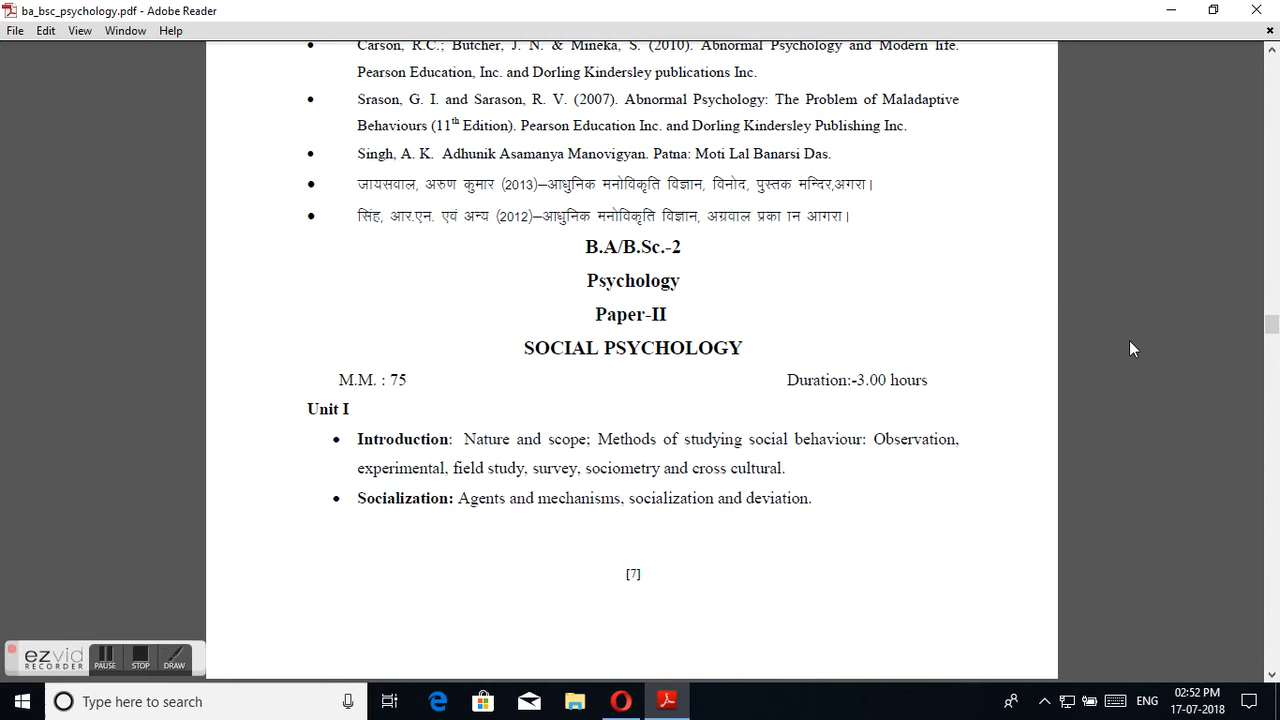 ba_bsc_psychology.pdf - Adobe Reader
File Edit View Window Help
Carson, R.C.; Butcher, J. N. & Mineka, S. (2010). Abnormal Psychology and Modern life.
Pearson Education, Inc. and Dorling Kindersley publications Inc.
• Srason, G. I. and Sarason, R. V. (2007). Abnormal Psychology: The Problem of Maladaptive
Behaviours (11th Edition). Pearson Education Inc. and Dorling Kindersley Publishing Inc.
• Singh, A. K. Adhunik Asamanya Manovigyan. Patna: Moti Lal Banarsi Das.
• जायसवाल, अरुण कुमार (2013)–आधुनिक मनोविकृति विज्ञान, विनोद, पुस्तक मन्दिर,अगरा।
• सिंह, आर.एन. एवं अन्य (2012)–आधुनिक मनोविकृति विज्ञान, अग्रवाल प्रका ान आगरा।
B.A/B.Sc.-2
Psychology
Paper-II
SOCIAL PSYCHOLOGY
M.M. : 75 Duration:-3.00 hours
Unit I
• Introduction: Nature and scope; Methods of studying social behaviour: Observation,
experimental, field study, survey, sociometry and cross cultural.
• Socialization: Agents and mechanisms, socialization and deviation.
[7]
ezvid
RECORDER
PAUSE STOP DRAW
Type here to search
ENG
02:52 PM
17-07-2018